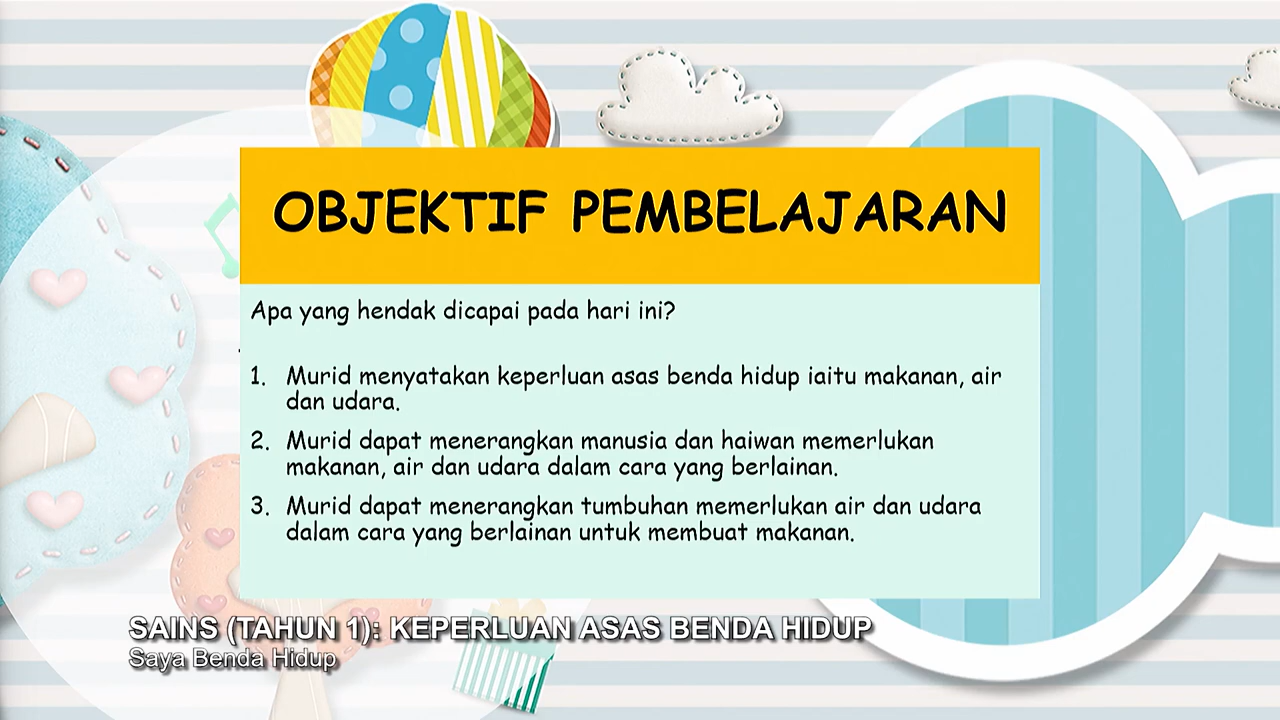 OBJEKTIF PEMBELAJARAN
Apa yang hendak dicapai pada hari ini?
1. Murid menyatakan keperluan asas benda hidup iaitu makanan, air
dan udara.
2. Murid dapat menerangkan manusia dan haiwan memerlukan
makanan, air dan udara dalam cara yang berlainan.
3. Murid dapat menerangkan tumbuhan memerlukan air dan udara
dalam cara yang berlainan untuk membuat makanan.
SAINS (TAHUN 1): KEPERLUAN ASAS BENDA HIDUP
Saya Benda Hidup